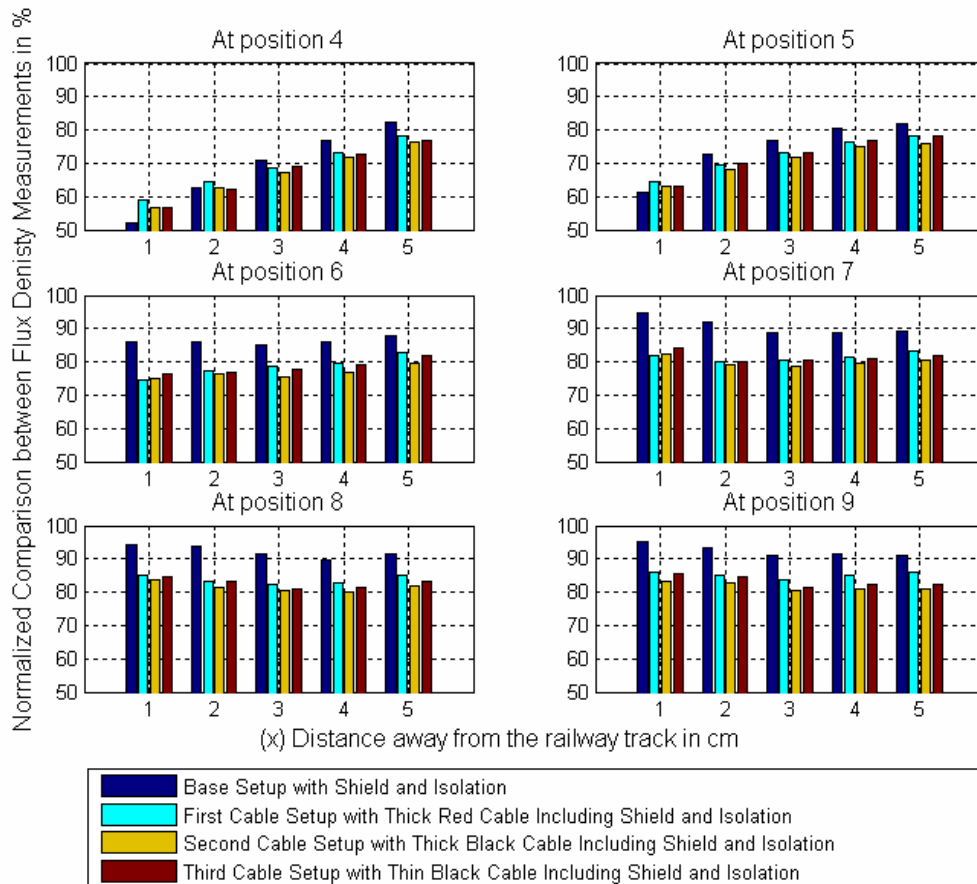 Normalized Comparison between Flux Denisty Measurements in %
At position 4
100
90
80
70
60
50
1 2 3 4 5
At position 5
100
90
80
70
60
50
1 2 3 4 5
At position 6
100
90
80
70
60
50
1 2 3 4 5
At position 7
100
90
80
70
60
50
1 2 3 4 5
At position 8
100
90
80
70
60
50
1 2 3 4 5
At position 9
100
90
80
70
60
50
1 2 3 4 5
(x) Distance away from the railway track in cm
Base Setup with Shield and Isolation
First Cable Setup with Thick Red Cable Including Shield and Isolation
Second Cable Setup with Thick Black Cable Including Shield and Isolation
Third Cable Setup with Thin Black Cable Including Shield and Isolation